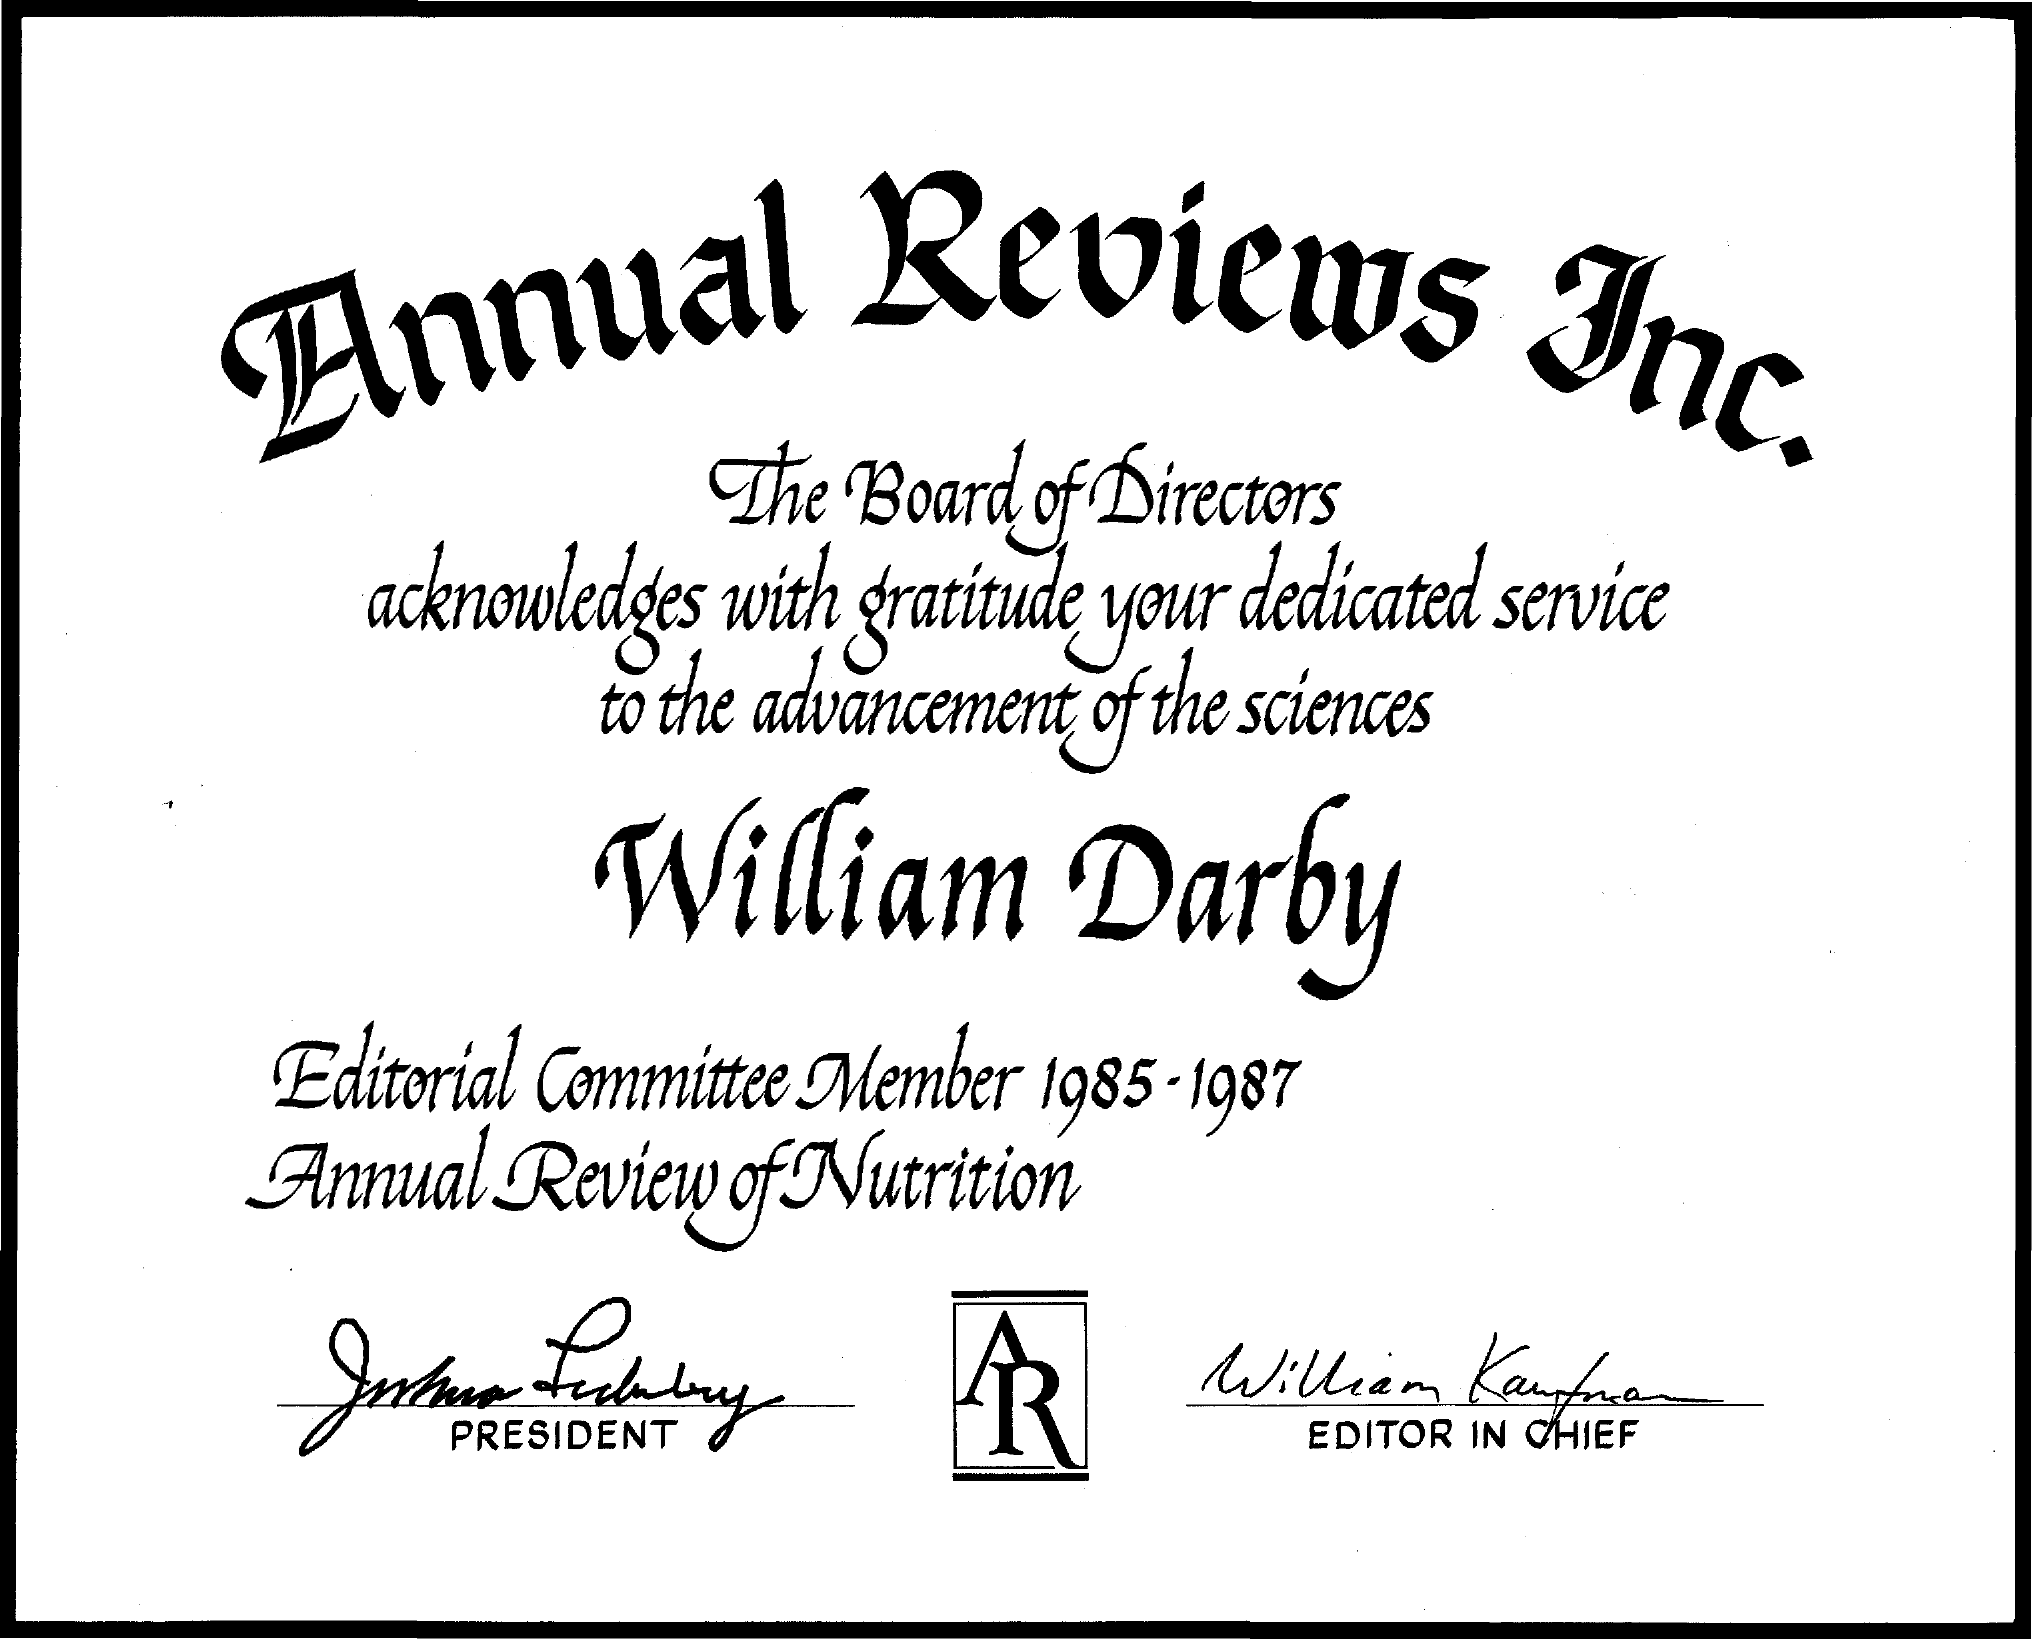 Annual Reviews Inc.
The Board of Directors
acknowledges with gratitude your dedicated service
to the advancement of the sciences
William Darby
Editorial Committee Member 1985-1987
Annual Review of Nutrition
Joshua Lederberg
PRESIDENT
AR
William Kaufman
EDITOR IN CHIEF